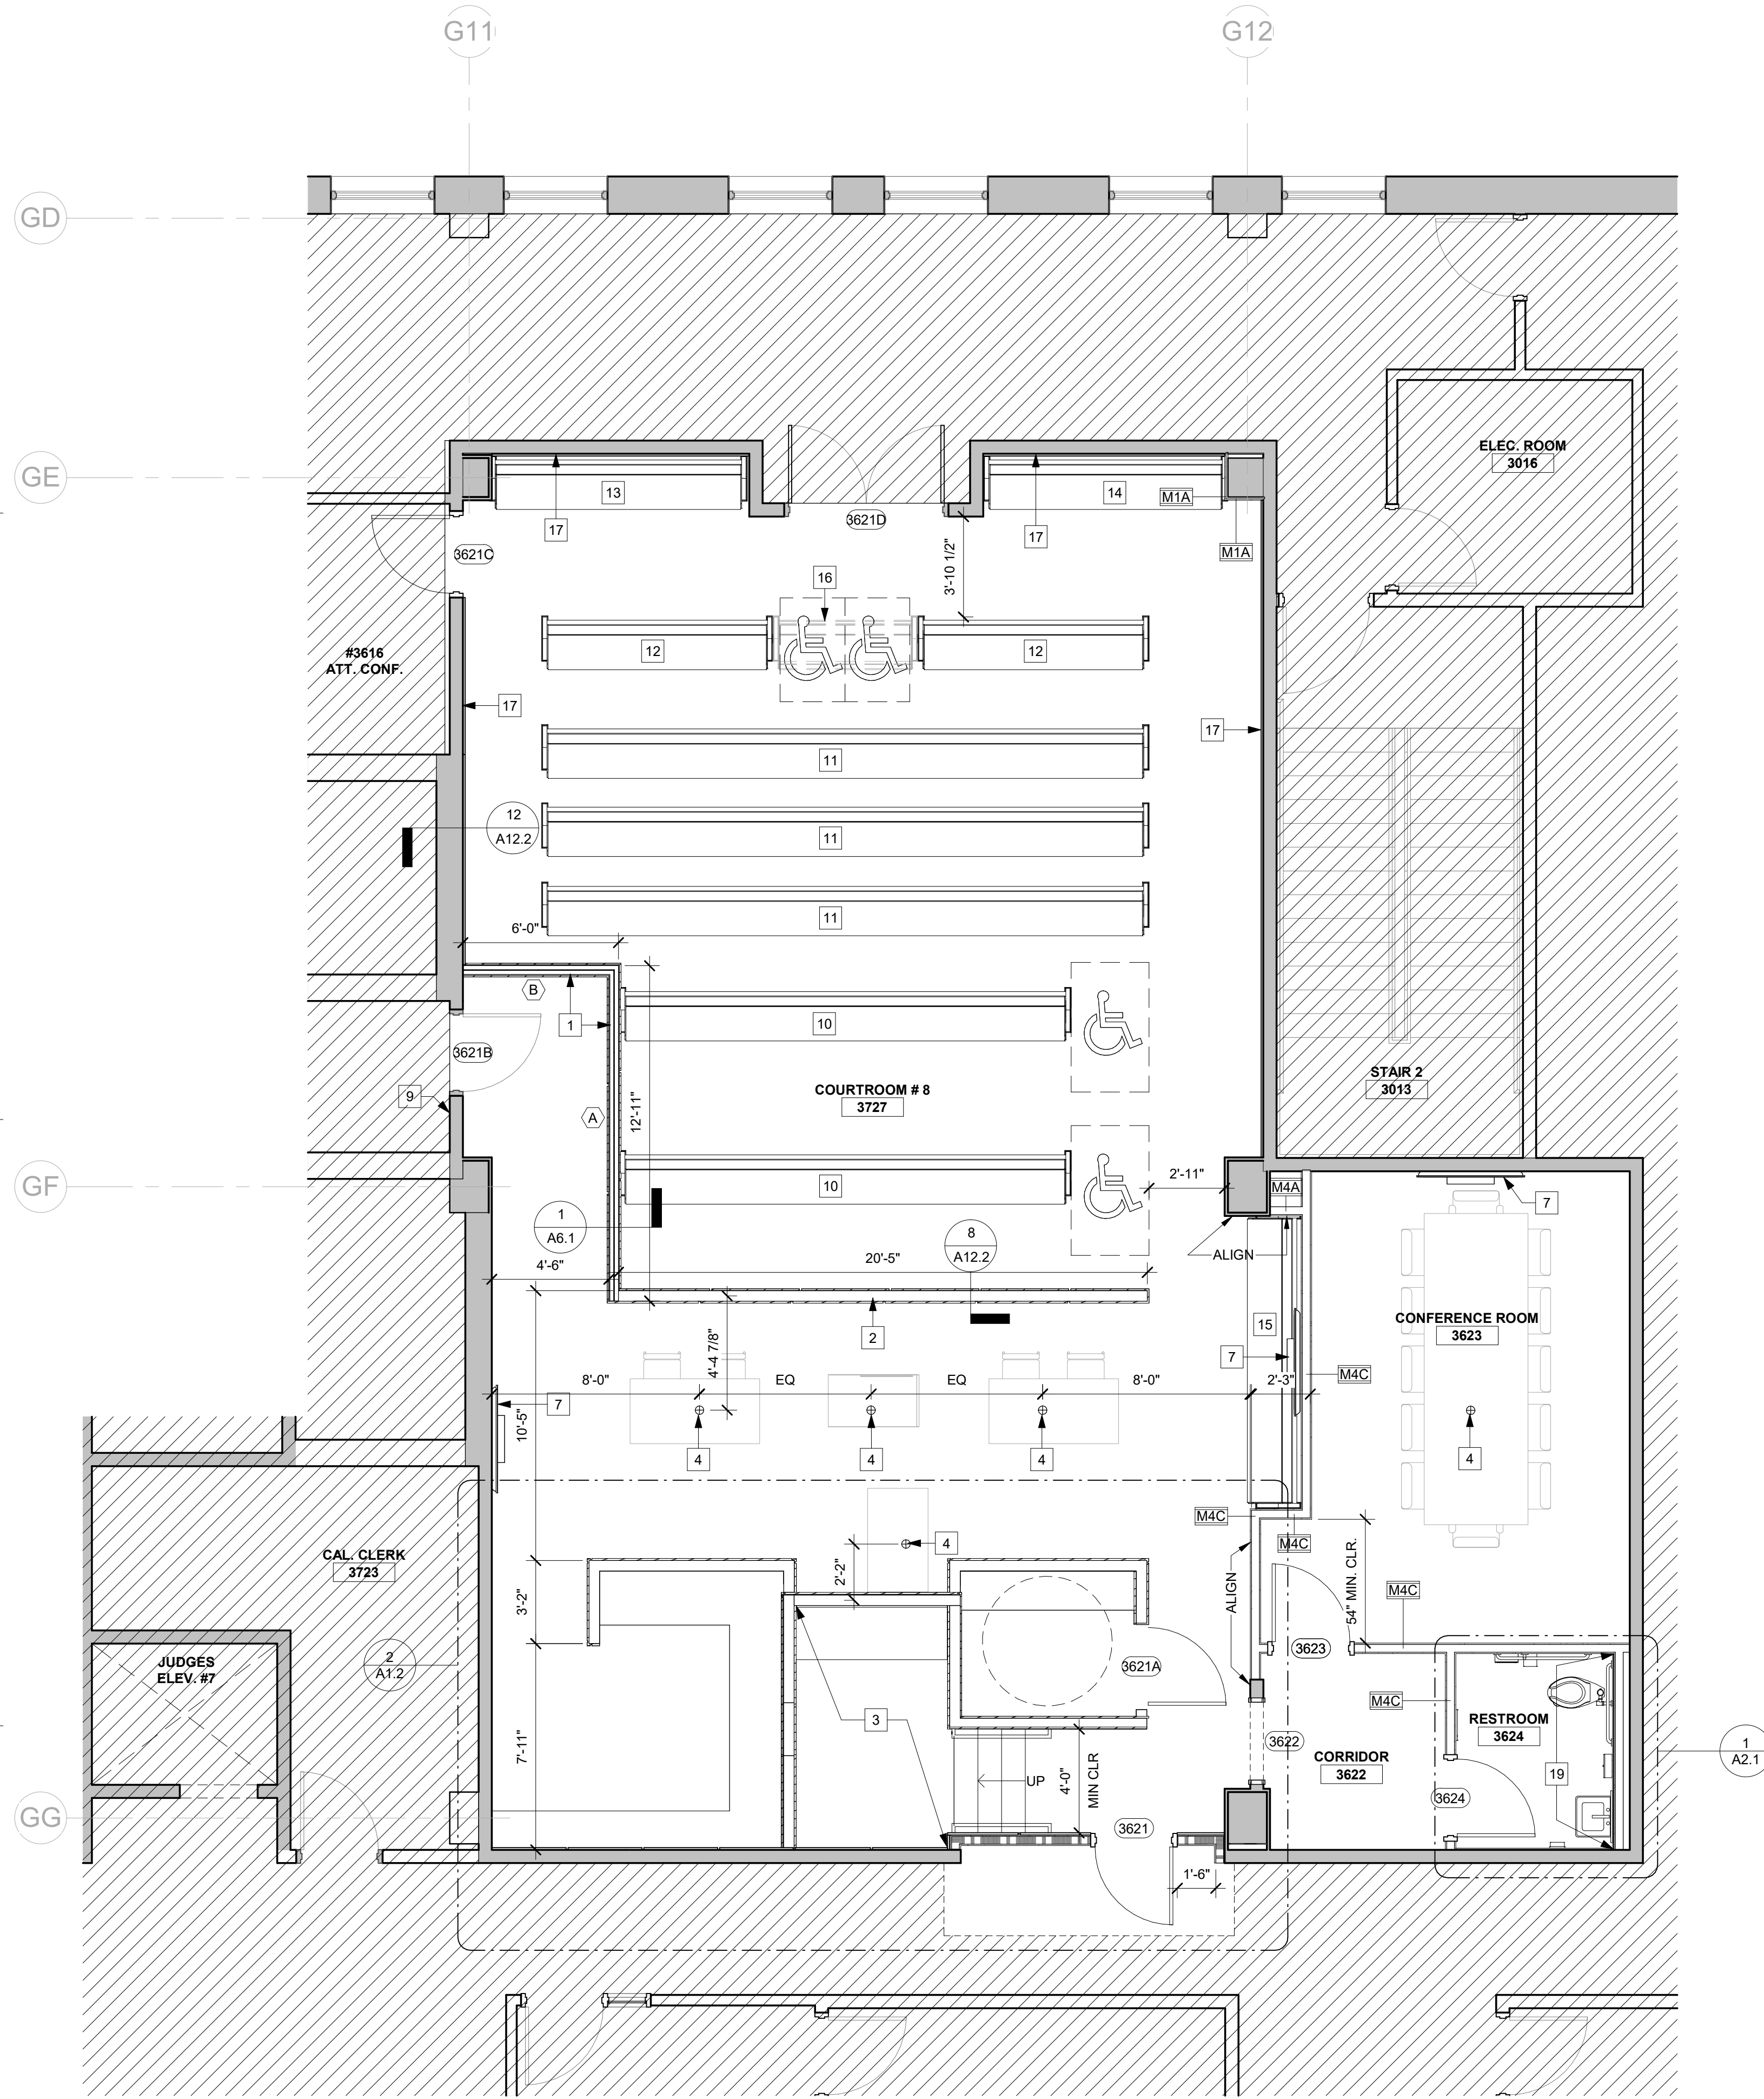 G11
G12
GD
ELEC. ROOM
3016
GE
13
14
M1A
17
3621D
17
M1A
3621C
3'-10 1/2"
16
12
12
#3616
ATT. CONF.
17
17
11
12
A12.2
11
11
6'-0"
B
1
10
3621B
STAIR 2
3013
COURTROOM # 8
3727
9
A
12'-11"
GF
10
2'-11"
M4A
7
1
A6.1
8
A12.2
ALIGN
4'-6"
20'-5"
15
CONFERENCE ROOM
3623
2
4'-4 7/8"
7
M4C
8'-0"
EQ
EQ
8'-0"
2'-3"
7
10'-5"
4
4
4
4
M4C
M4C
4
CAL. CLERK
3723
2'-2"
ALIGN
54" MIN. CLR.
M4C
3'-2"
3623
2
A1.2
JUDGES
ELEV. #7
3621A
M4C
RESTROOM
3624
3
3622
CORRIDOR
3622
1
A2.1
7'-11"
UP
4'-0"
MIN CLR
19
3624
GG
3621
1'-6"